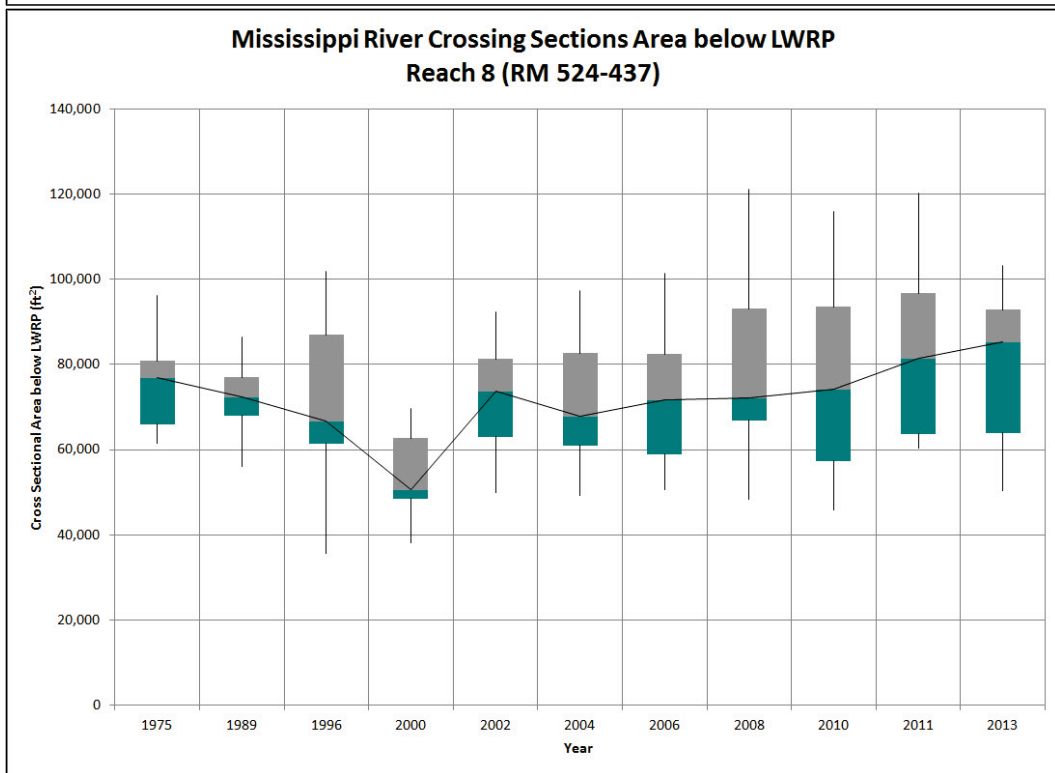 Mississippi River Crossing Sections Area below LWRP
Reach 8 (RM 524-437)
140,000
120,000
100,000
80,000
60,000
40,000
20,000
0
Cross Sectional Area below LWRP (ft²)
1975 1989 1996 2000 2002 2004 2006 2008 2010 2011 2013
Year